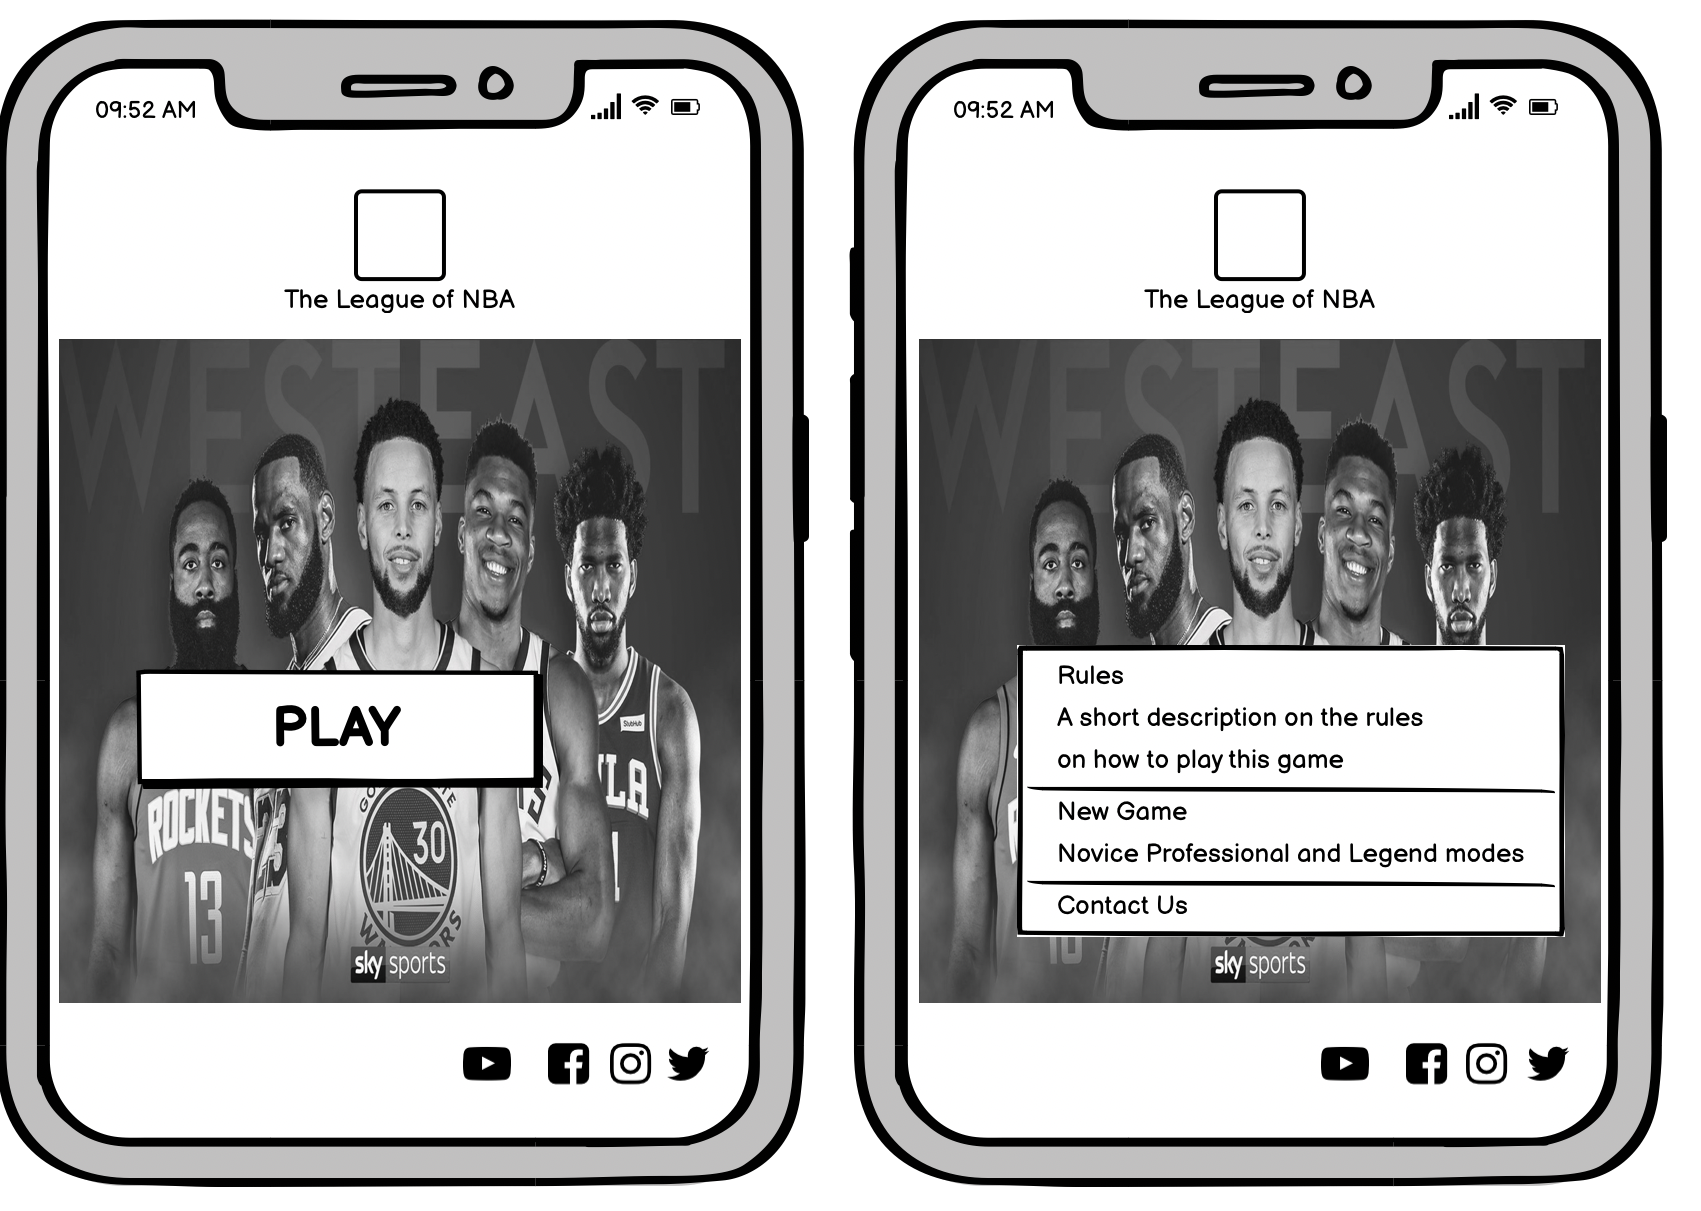 09:52 AM
The League of NBA
WEST EAST
PLAY
StubHub
ROCKETS
13
30
sky sports
09:52 AM
The League of NBA
WEST EAST
Rules
A short description on the rules
on how to play this game
New Game
Novice Professional and Legend modes
Contact Us
sky sports